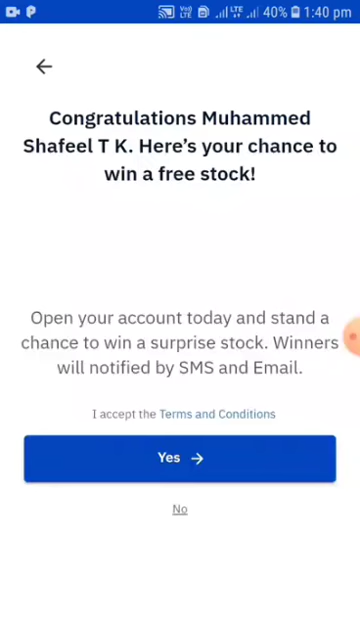 40% 1:40 pm
Congratulations Muhammed
Shafeel T K. Here's your chance to
win a free stock!
Open your account today and stand a
chance to win a surprise stock. Winners
will notified by SMS and Email.
I accept the Terms and Conditions
Yes →
No